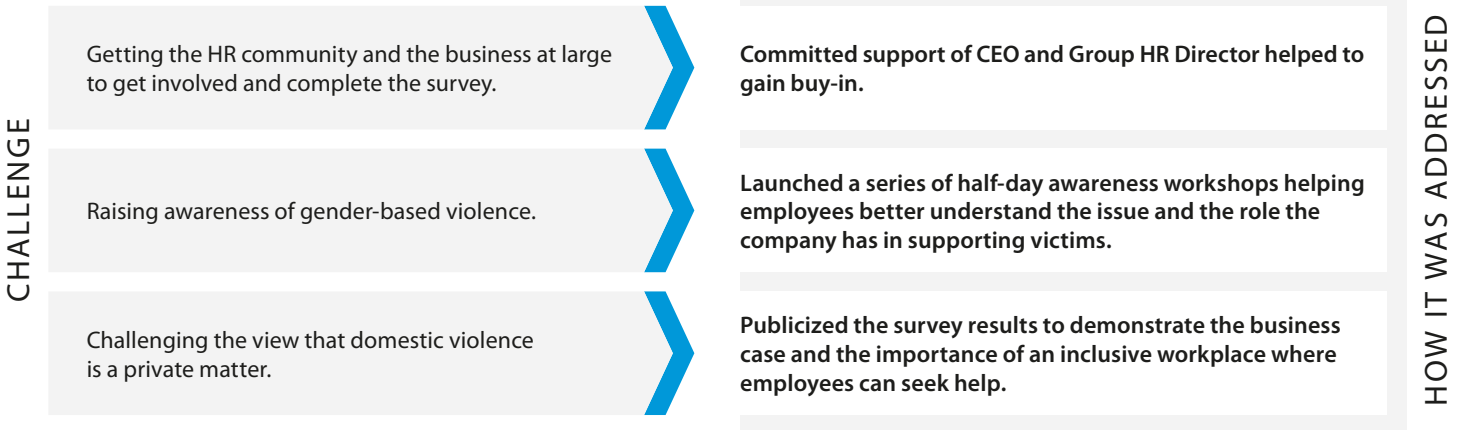 CHALLENGE
Getting the HR community and the business at large
to get involved and complete the survey.
Committed support of CEO and Group HR Director helped to
gain buy-in.
Raising awareness of gender-based violence.
Launched a series of half-day awareness workshops helping
employees better understand the issue and the role the
company has in supporting victims.
Challenging the view that domestic violence
is a private matter.
Publicized the survey results to demonstrate the business
case and the importance of an inclusive workplace where
employees can seek help.
HOW IT WAS ADDRESSED